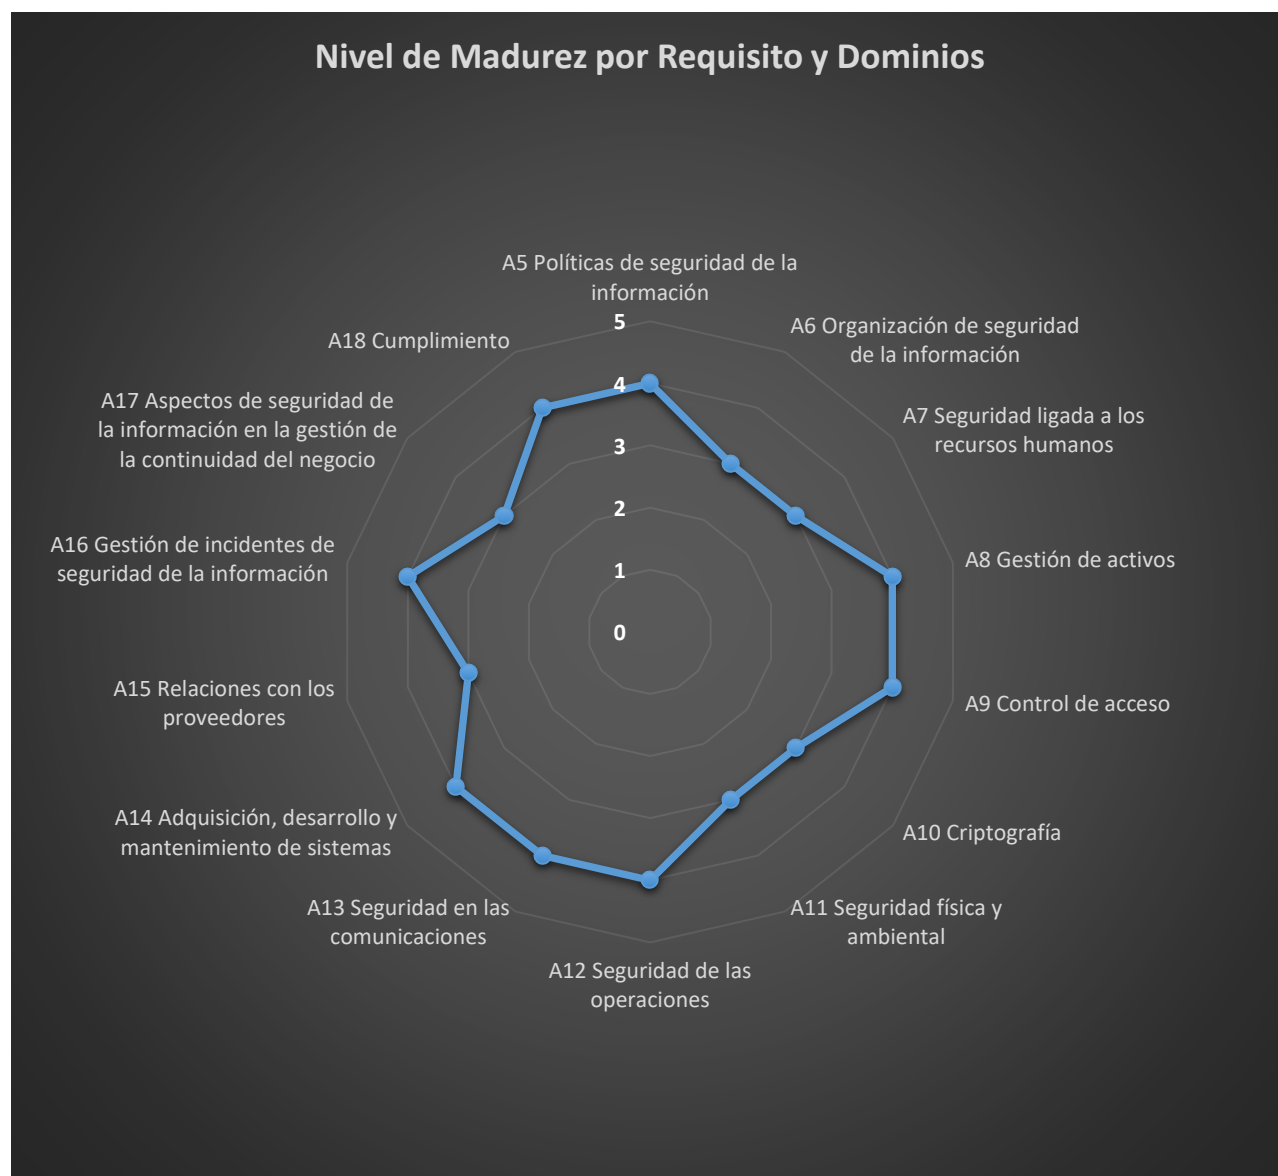 Nivel de Madurez por Requisito y Dominios
A5 Políticas de seguridad de la
información
A6 Organización de seguridad
de la información
A7 Seguridad ligada a los
recursos humanos
A8 Gestión de activos
A9 Control de acceso
A10 Criptografía
A11 Seguridad física y
ambiental
A12 Seguridad de las
operaciones
A13 Seguridad en las
comunicaciones
A14 Adquisición, desarrollo y
mantenimiento de sistemas
A15 Relaciones con los
proveedores
A16 Gestión de incidentes de
seguridad de la información
A17 Aspectos de seguridad de
la información en la gestión de
la continuidad del negocio
A18 Cumplimiento
5
4
3
2
1
0